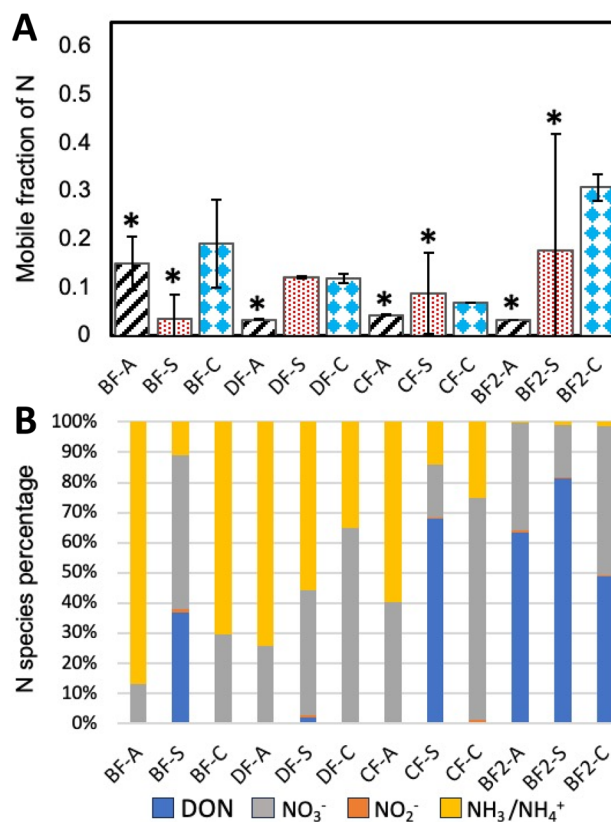 A
Mobile fraction of N
0.6
0.5
0.4
0.3
0.2
0.1
0
* * * * * * *
BF-A BF-S BF-C DF-A DF-S DF-C CF-A CF-S CF-C BF2-A BF2-S BF2-C
B
N species percentage
100%
90%
80%
70%
60%
50%
40%
30%
20%
10%
0%
BF-A BF-S BF-C DF-A DF-S DF-C CF-A CF-S CF-C BF2-A BF2-S BF2-C
DON NO₃⁻ NO₂⁻ NH₃/NH₄⁺